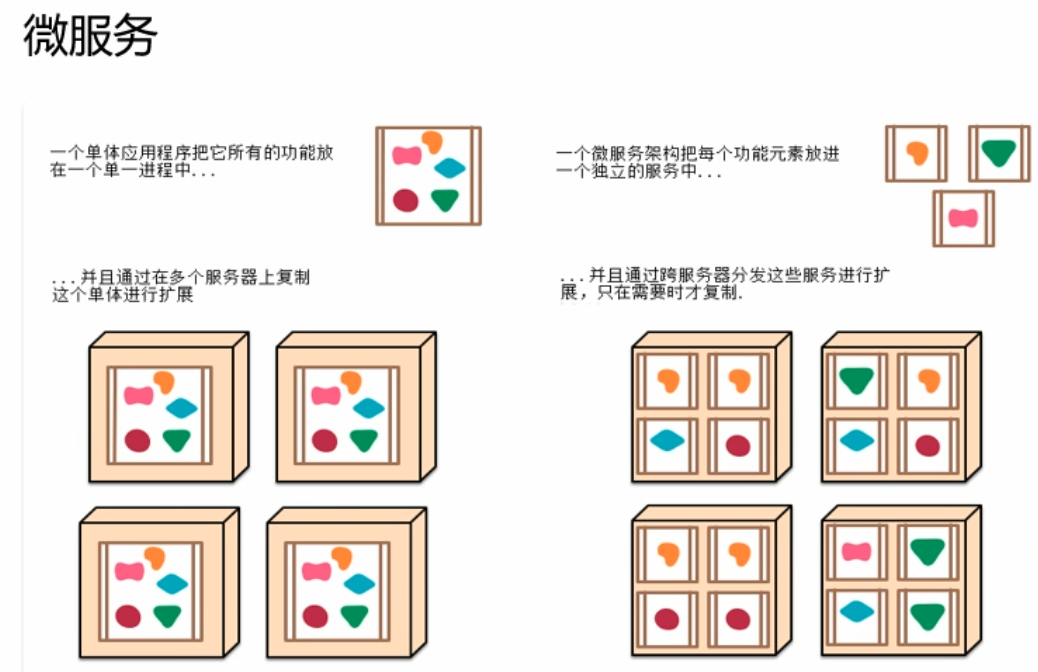 微服务
一个单体应用程序把它所有的功能放
在一个单一进程中...
...并且通过在多个服务器上复制
这个单体进行扩展
一个微服务架构把每个功能元素放进
一个独立的服务中...
...并且通过跨服务器分发这些服务进行扩
展，只在需要时才复制.